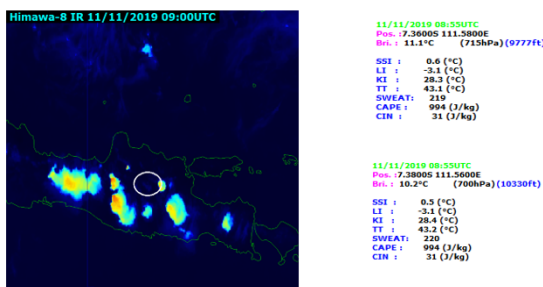 Himawa-8 IR 11/11/2019 09:00UTC
11/11/2019 08:55UTC
Pos. :7.3600S 111.5800E
Bri. : 11.1°C (715hPa)(9777ft)
SSI : 0.6 (°C)
LI : -3.1 (°C)
KI : 28.3 (°C)
TT : 43.1 (°C)
SWEAT: 219
CAPE : 994 (J/kg)
CIN : 31 (J/kg)
11/11/2019 08:55UTC
Pos. :7.3800S 111.5600E
Bri. : 10.2°C (700hPa)(10330ft)
SSI : 0.5 (°C)
LI : -3.1 (°C)
KI : 28.4 (°C)
TT : 43.2 (°C)
SWEAT: 220
CAPE : 994 (J/kg)
CIN : 31 (J/kg)